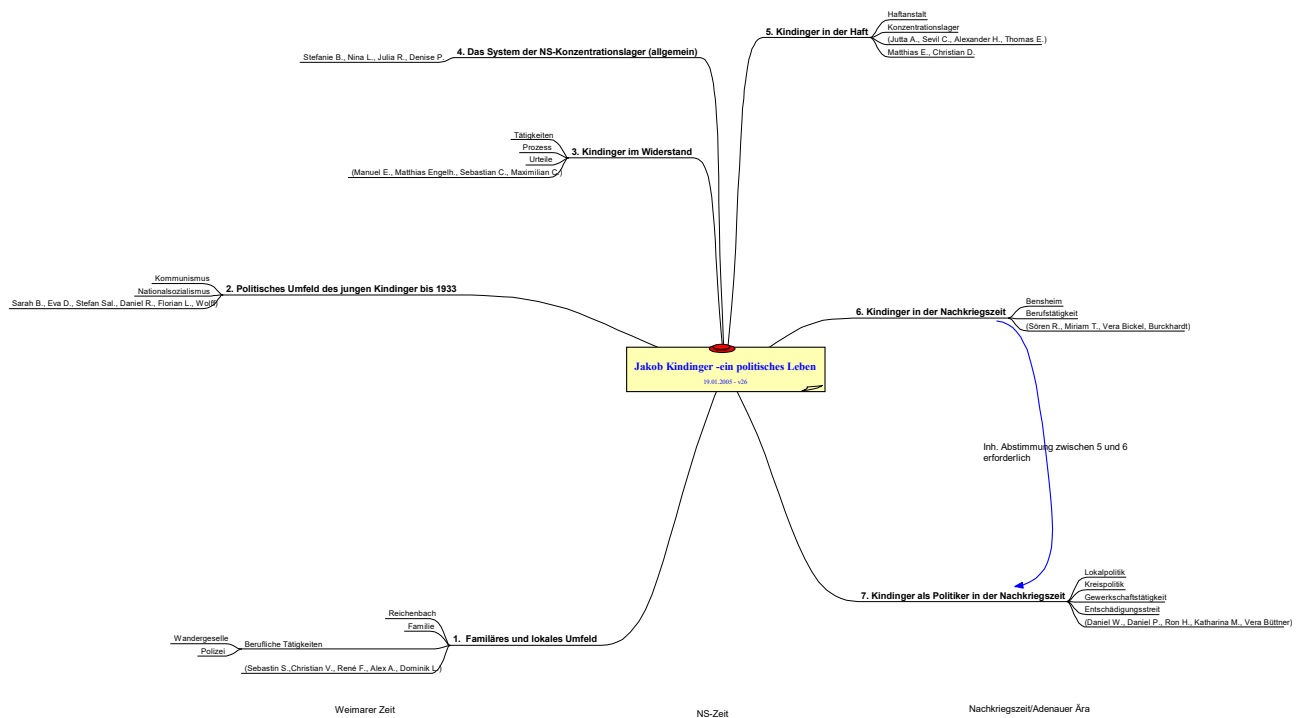 Jakob Kindinger -ein politisches Leben
19.01.2005 - v26
1.  Familäres und lokales Umfeld
Reichenbach
Familie
Berufliche Tätigkeiten
Wandergeselle
Polizei
(Sebastin S.,Christian V., René F., Alex A., Dominik L.)
2. Politisches Umfeld des jungen Kindinger bis 1933
Kommunismus
Nationalsozialismus
Sarah B., Eva D., Stefan Sal., Daniel R., Florian L., Wolff)
3. Kindinger im Widerstand
Tätigkeiten
Prozess
Urteile
(Manuel E., Matthias Engelh., Sebastian C., Maximilian C.)
4. Das System der NS-Konzentrationslager (allgemein)
Stefanie B., Nina L., Julia R., Denise P.
5. Kindinger in der Haft
Haftanstalt
Konzentrationslager
(Jutta A., Sevil C., Alexander H., Thomas E.)
Matthias E., Christian D.
6. Kindinger in der Nachkriegszeit
Bensheim
Berufstätigkeit
(Sören R., Miriam T., Vera Bickel, Burckhardt)
Inh. Abstimmung zwischen 5 und 6
erforderlich
7. Kindinger als Politiker in der Nachkriegszeit
Lokalpolitik
Kreispolitik
Gewerkschaftstätigkeit
Entschädigungsstreit
(Daniel W., Daniel P., Ron H., Katharina M., Vera Büttner)
Weimarer Zeit
NS-Zeit
Nachkriegszeit/Adenauer Ära